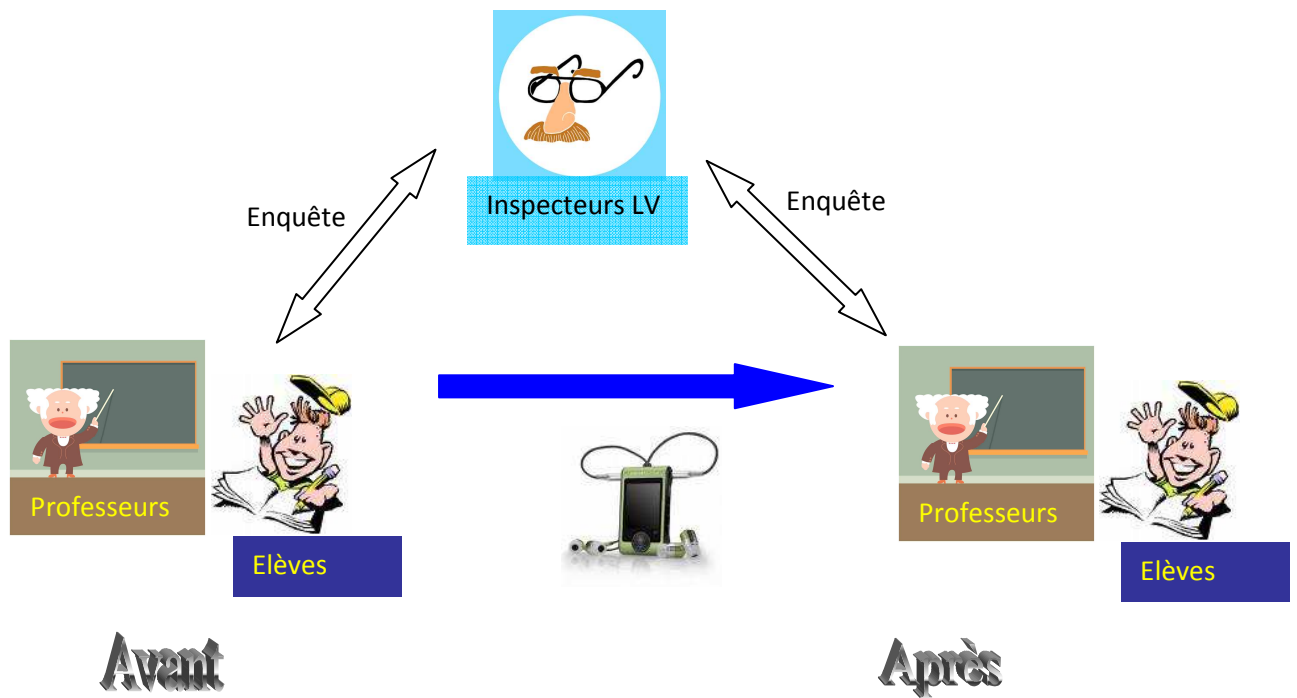 Inspecteurs LV
Enquête
Enquête
Professeurs
Elèves
Professeurs
Elèves
Avant
Après